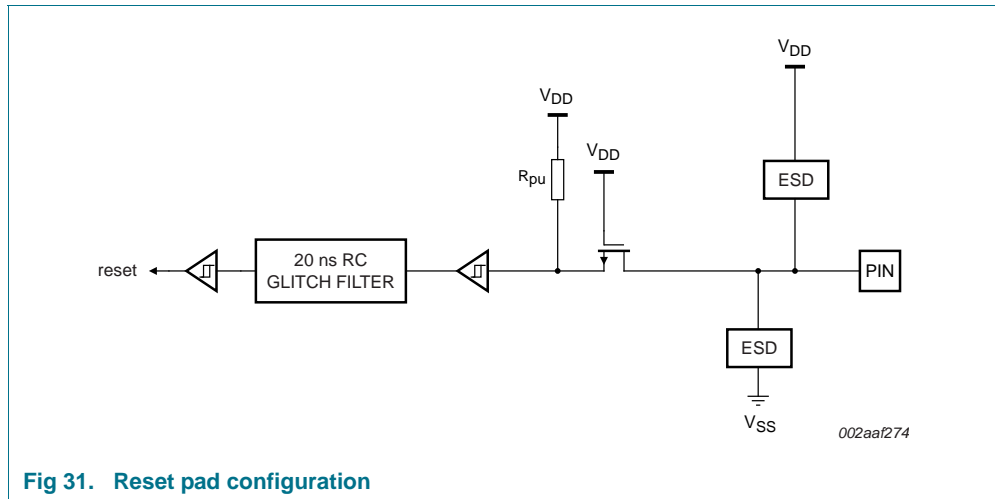 VDD
VDD
VDD
Rpu
ESD
reset
20 ns RC
GLITCH FILTER
PIN
ESD
VSS
002aaf274
Fig 31. Reset pad configuration